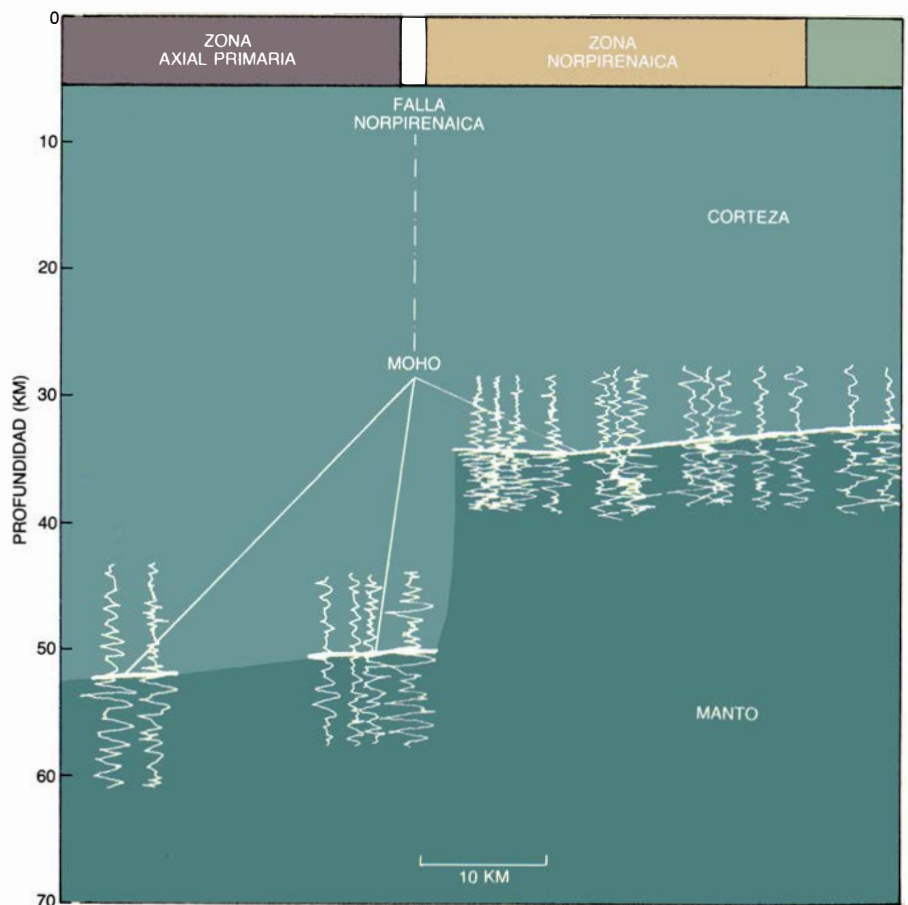 ZONA
AXIAL PRIMARIA
ZONA
NORPIRENAICA
FALLA
NORPIRENAICA
CORTEZA
MOHO
MANTO
10 KM
PROFUNDIDAD (KM)
0
10
20
30
40
50
60
70